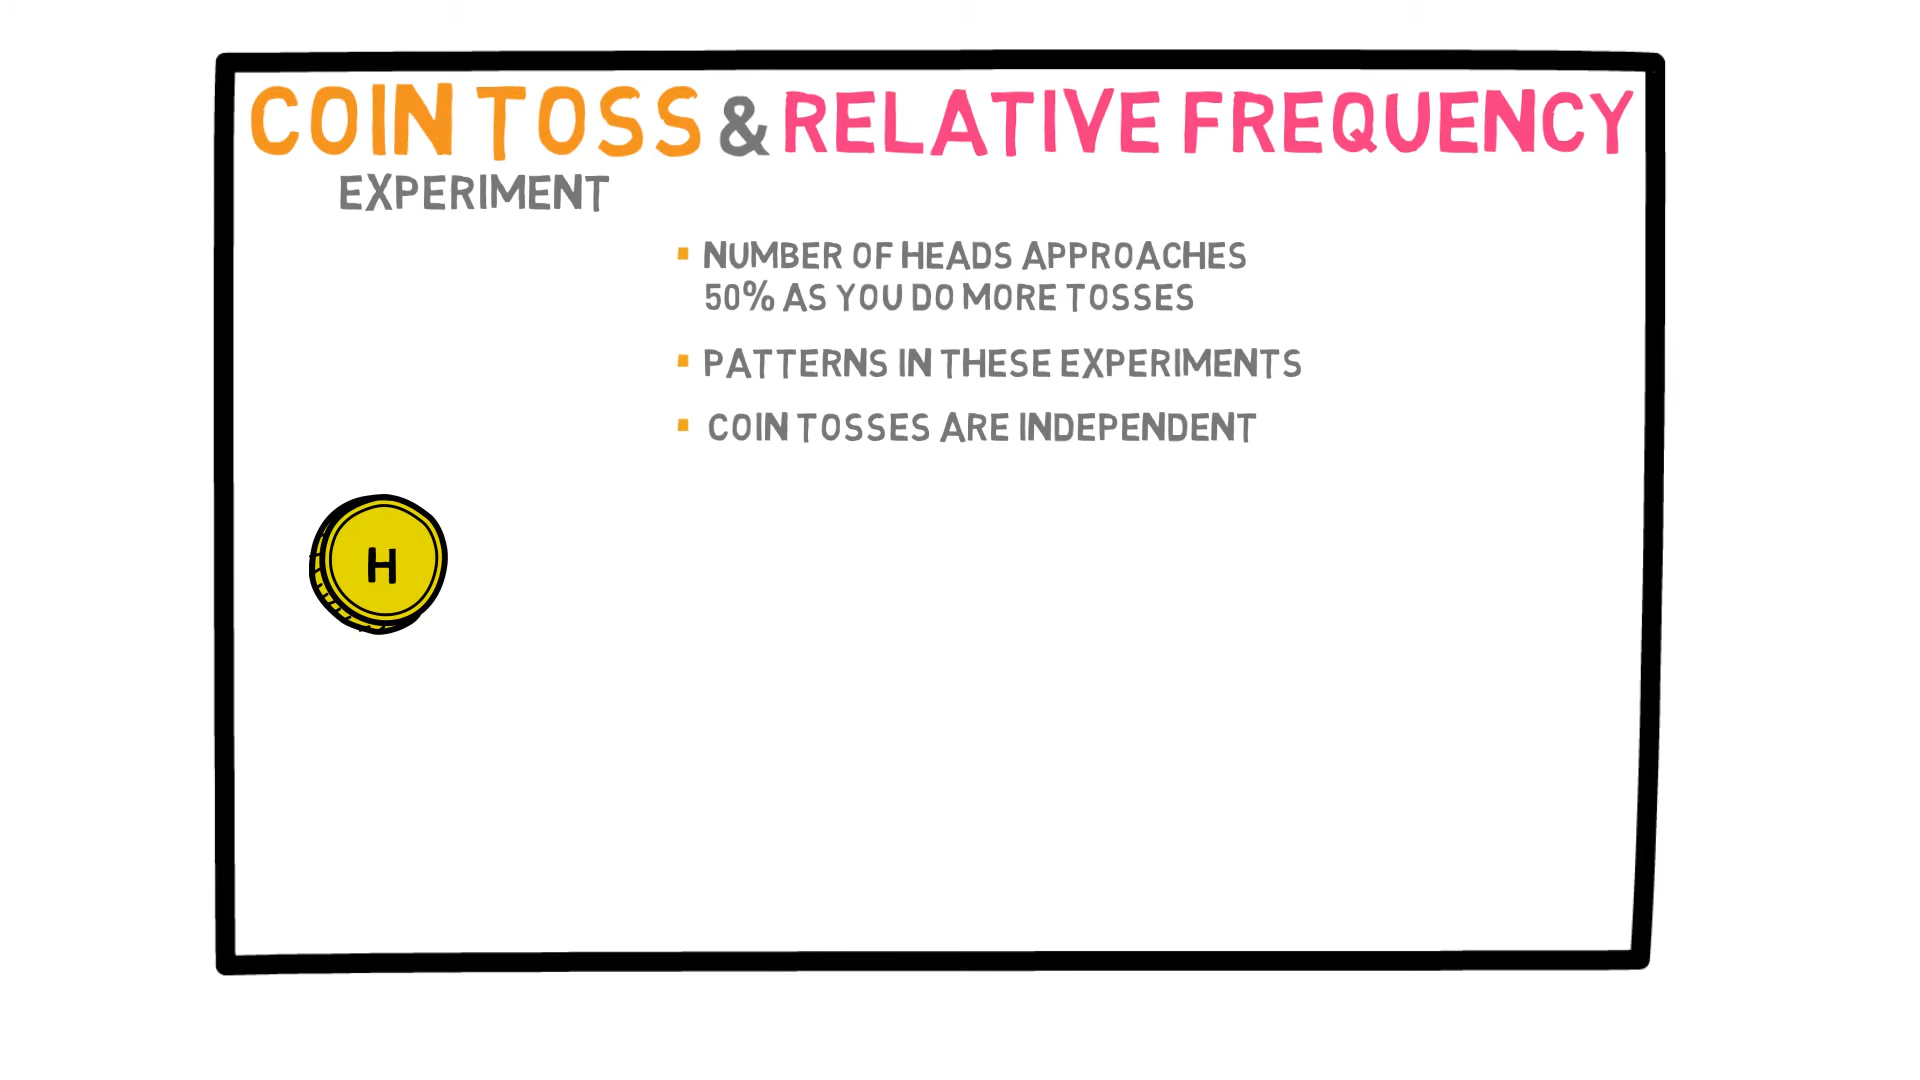 COIN TOSS & RELATIVE FREQUENCY
EXPERIMENT
▪ NUMBER OF HEADS APPROACHES
50% AS YOU DO MORE TOSSES
▪ PATTERNS IN THESE EXPERIMENTS
▪ COIN TOSSES ARE INDEPENDENT
H